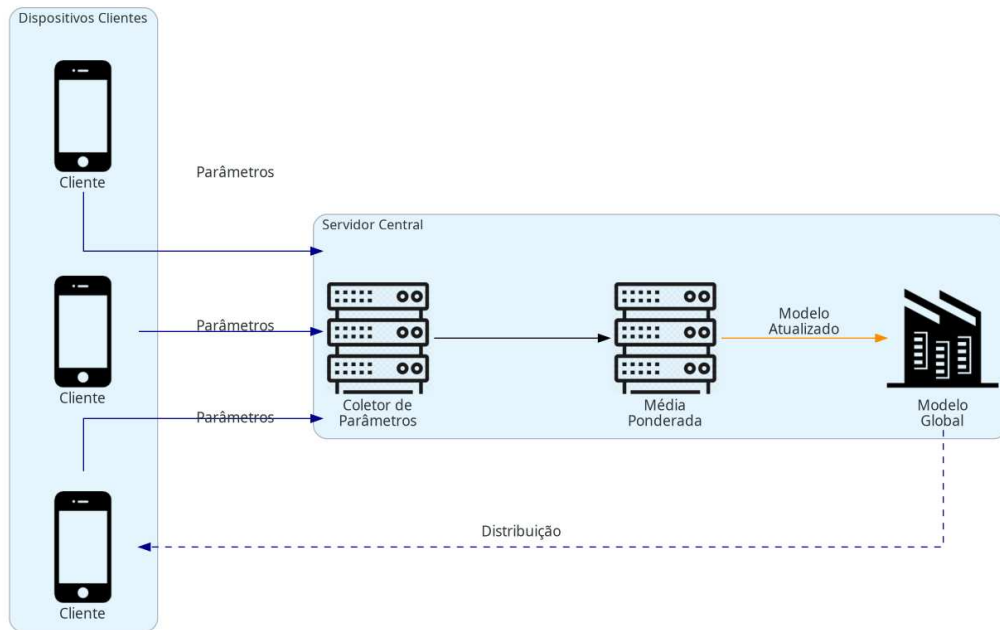 Dispositivos Clientes
Cliente
Parâmetros
Servidor Central
Cliente
Parâmetros
Modelo
Atualizado
Parâmetros
Coletor de
Parâmetros
Média
Ponderada
Modelo
Global
Distribuição
Cliente